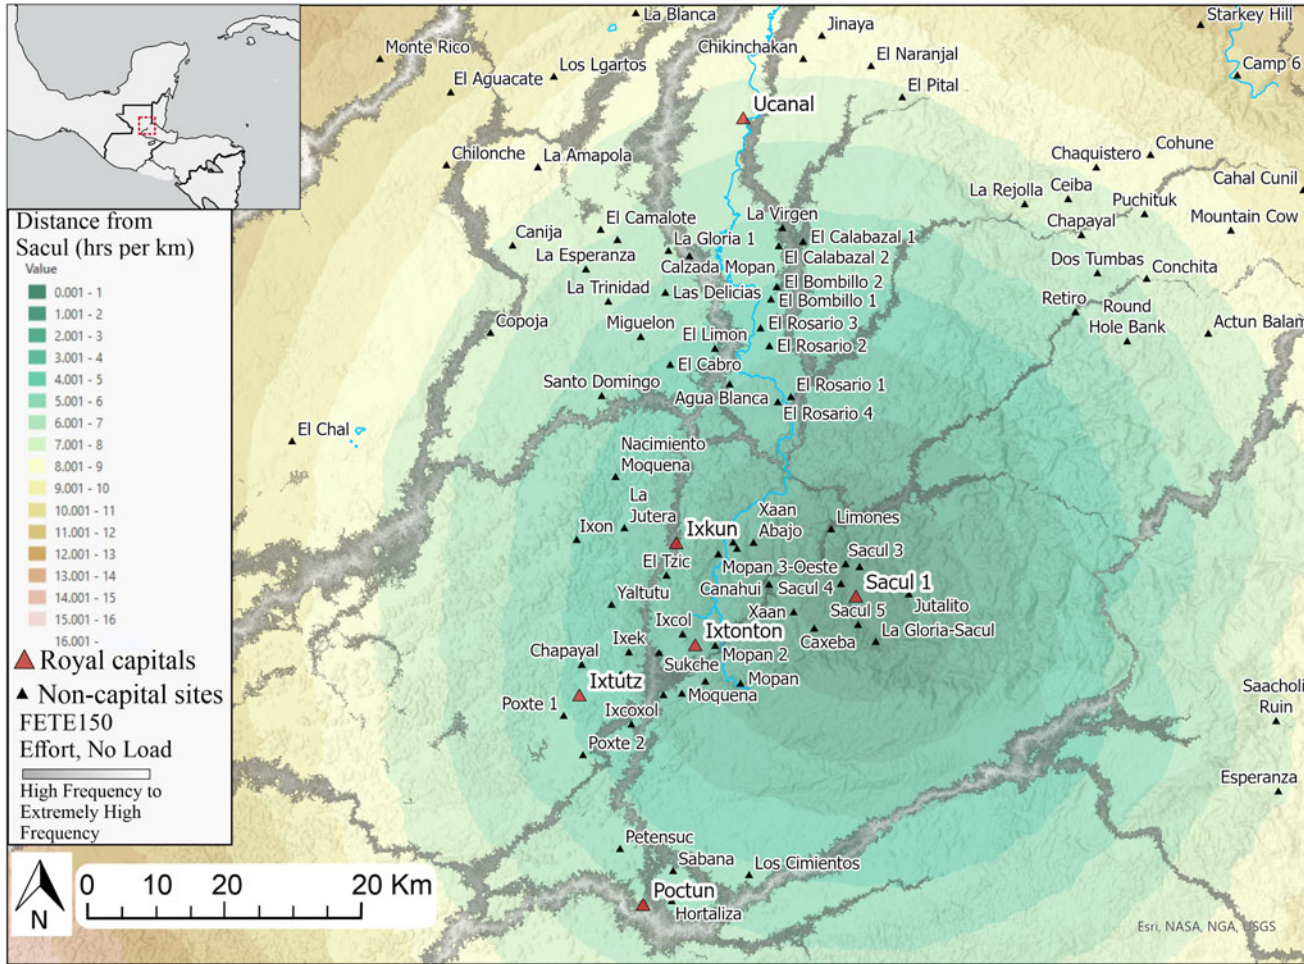 La Blanca
Starkey Hill
Jinaya
Monte Rico
Chikinchakan
El Naranjal
Los Lgartos
Camp 6
El Aguacate
El Pital
Ucanal
Chilonche
La Amapola
Chaquistero
Cohune
Cahal Cunil
La Rejolla
Ceiba
Puchituk
Mountain Cow
Distance from
Sacul (hrs per km)
Value
0.001 - 1
1.001 - 2
2.001 - 3
3.001 - 4
4.001 - 5
5.001 - 6
6.001 - 7
7.001 - 8
8.001 - 9
9.001 - 10
10.001 - 11
11.001 - 12
12.001 - 13
13.001 - 14
14.001 - 15
15.001 - 16
16.001 -
Royal capitals
Non-capital sites
FETE150
Effort, No Load
High Frequency to
Extremely High
Frequency
El Camalote
La Virgen
Chapayal
Canija
La Gloria 1
El Calabazal 1
La Esperanza
Calzada Mopan
El Calabazal 2
Dos Tumbas
Conchita
La Trinidad
Las Delicias
El Bombillo 2
El Bombillo 1
Retiro
Round
Hole Bank
Actun Balam
Copoja
Miguelon
El Limon
El Rosario 3
El Rosario 2
El Cabro
Santo Domingo
Agua Blanca
El Rosario 1
El Rosario 4
El Chal
Nacimiento
Moquena
La
Jutera
Ixon
Ixkun
Xaan
Abajo
Limones
El Tzic
Mopan 3-Oeste
Sacul 3
Canahui
Sacul 4
Sacul 1
Yaltutu
Xaan
Sacul 5
Jutalito
Ixcol
Ixtonton
Caxeba
La Gloria-Sacul
Chapayal
Ixek
Sukche
Mopan 2
Ixtútz
Moquena
Mopan
Poxte 1
Ixcoxol
Poxte 2
Saacholi
Ruin
Esperanza
Petensuc
Sabana
Los Cimientos
Poctun
Hortaliza
N
0 10 20 20 Km
Esri, NASA, NGA, USGS